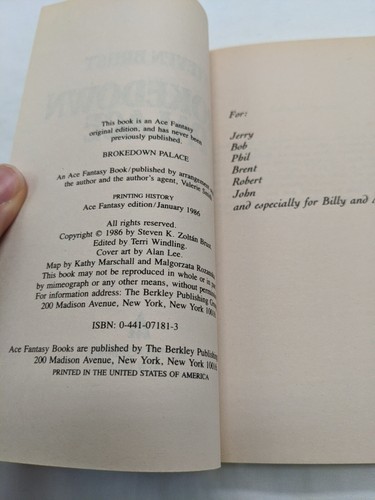 This book is an Ace Fantasy
original edition, and has never been
previously published.
BROKEDOWN PALACE
An Ace Fantasy Book/published by arrangement
the author and the author's agent, Valerie
PRINTING HISTORY
Ace Fantasy edition/January 1986
All rights reserved.
Copyright © 1986 by Steven K. Zoltán Brust
Edited by Terri Windling.
Cover art by Alan Lee.
Map by Kathy Marschall and Malgorzata
This book may not be reproduced in whole or in
by mimeograph or any other means, without
For information address: The Berkley Publishing
200 Madison Avenue, New York, New York
ISBN: 0-441-07181-3
Ace Fantasy Books are published by The Berkley Publishing
200 Madison Avenue, New York, New York
PRINTED IN THE UNITED STATES OF AMERICA
For:
Jerry
Bob
Phil
Brent
Robert
John
and especially for Billy and